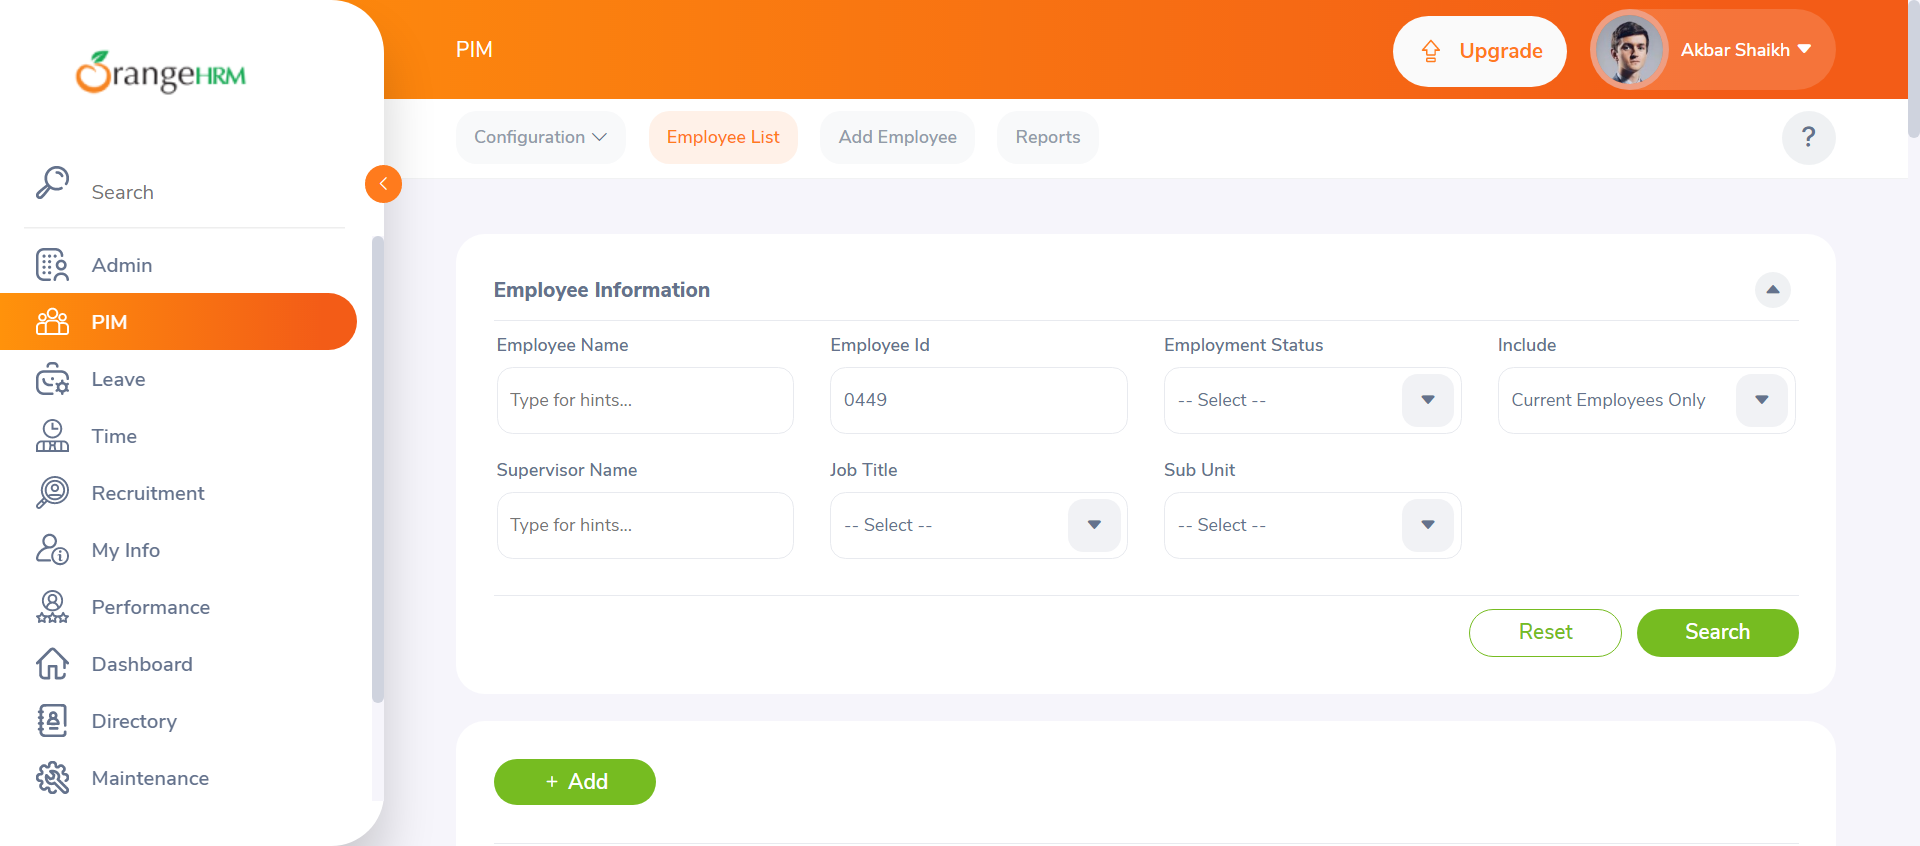 OrangeHRM
PIM
Upgrade
Akbar Shaikh
Configuration
Employee List
Add Employee
Reports
?
Search
Admin
PIM
Leave
Time
Recruitment
My Info
Performance
Dashboard
Directory
Maintenance
Employee Information
Employee Name
Employee Id
Employment Status
Include
Type for hints...
0449
-- Select --
Current Employees Only
Supervisor Name
Job Title
Sub Unit
Type for hints...
-- Select --
-- Select --
Reset
Search
+ Add